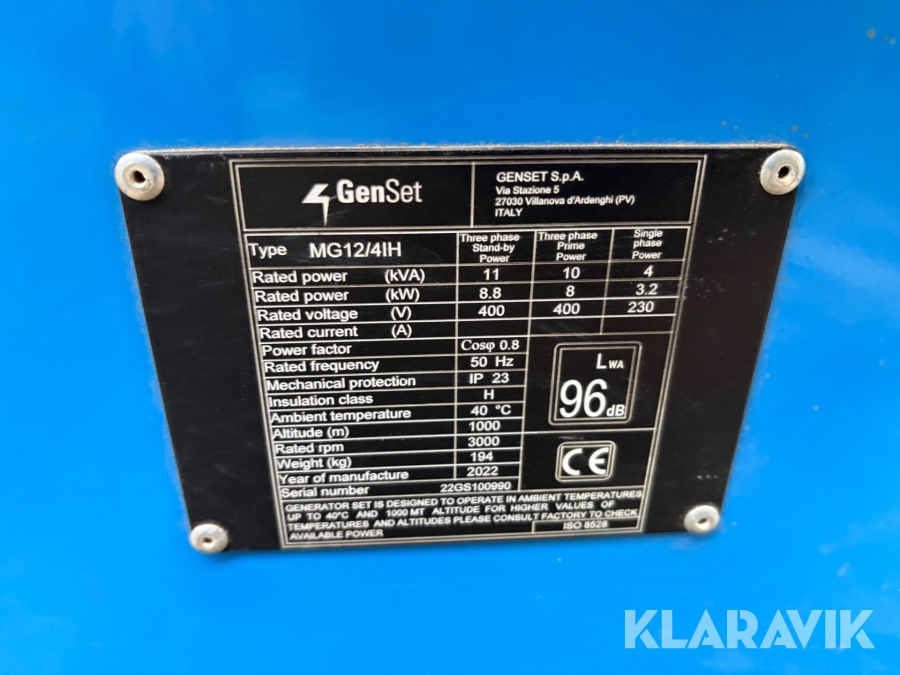 GenSet
GENSET S.p.A.
Via Stazione 5
27030 Villanova d'Ardenghi (PV)
ITALY
Type MG12/4IH
Three phase Stand-by Power
Three phase Prime Power
Single phase Power
Rated power (kVA) 11 10 4
Rated power (kW) 8.8 8 3.2
Rated voltage (V) 400 400 230
Rated current (A)
Power factor Cosφ 0.8
Rated frequency 50 Hz
Mechanical protection IP 23
Insulation class H
Ambient temperature 40 °C
Altitude (m) 1000
Rated rpm 3000
Weight (kg) 194
Year of manufacture 2022
Serial number 22GS100990
LWA
96dB
CE
GENERATOR SET IS DESIGNED TO OPERATE IN AMBIENT TEMPERATURES
UP TO 40°C AND 1000 MT ALTITUDE FOR HIGHER VALUES OF
TEMPERATURES AND ALTITUDES PLEASE CONSULT FACTORY TO CHECK
AVAILABLE POWER
ISO 8528
KLARAVIK